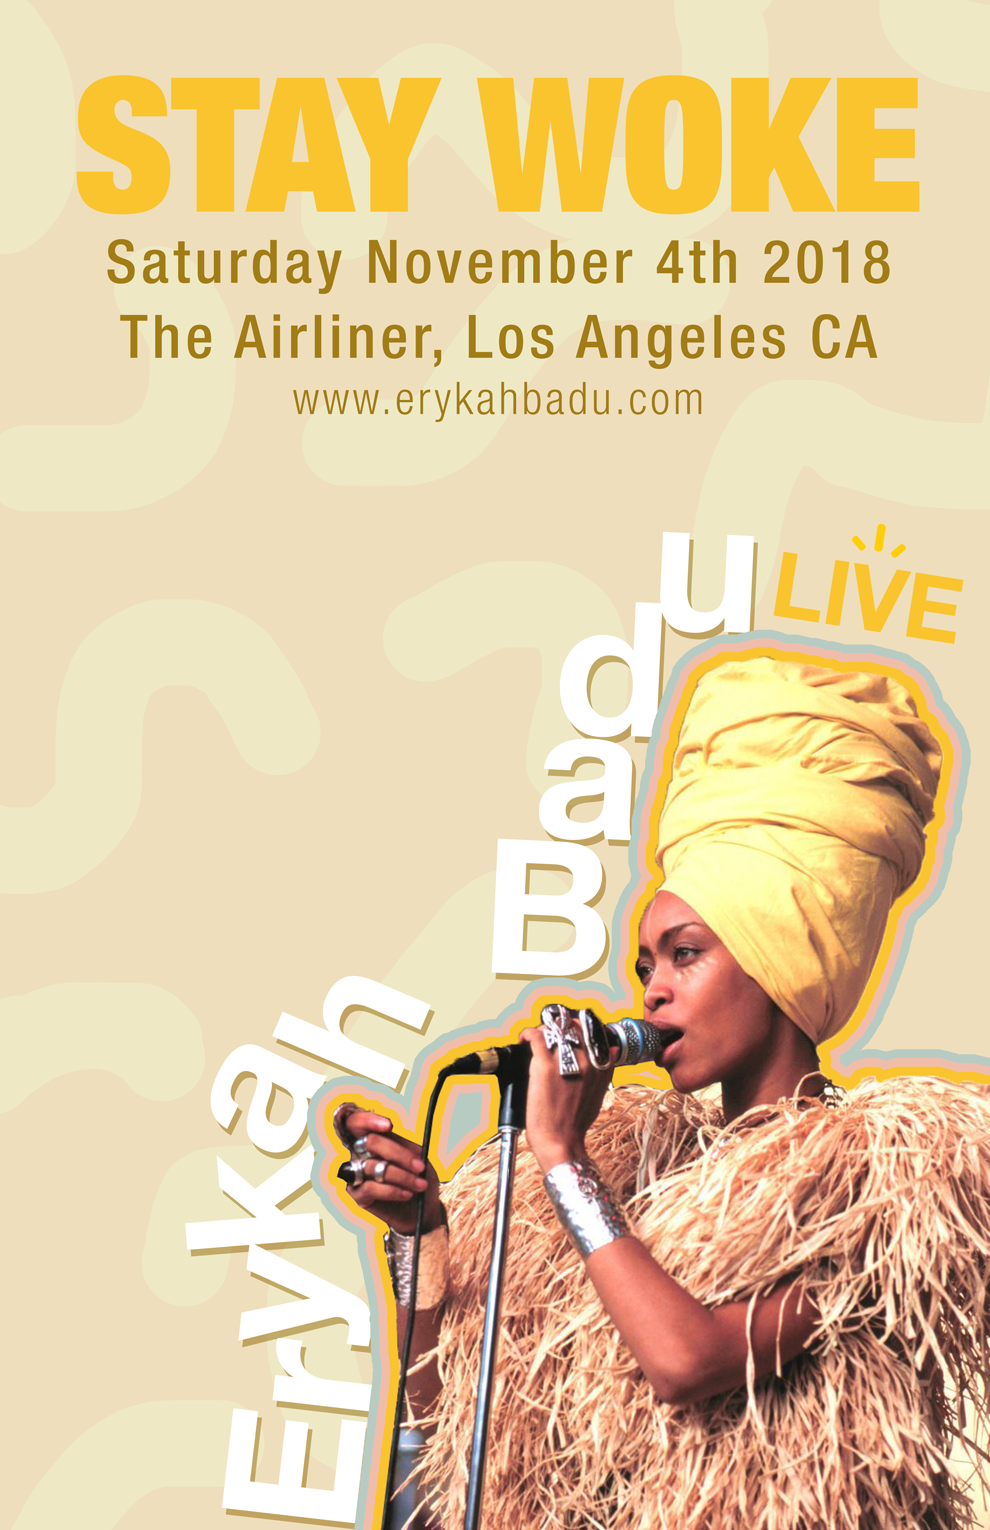 STAY WOKE
Saturday November 4th 2018
The Airliner, Los Angeles CA
www.erykahbadu.com
Erykah Badu
LIVE